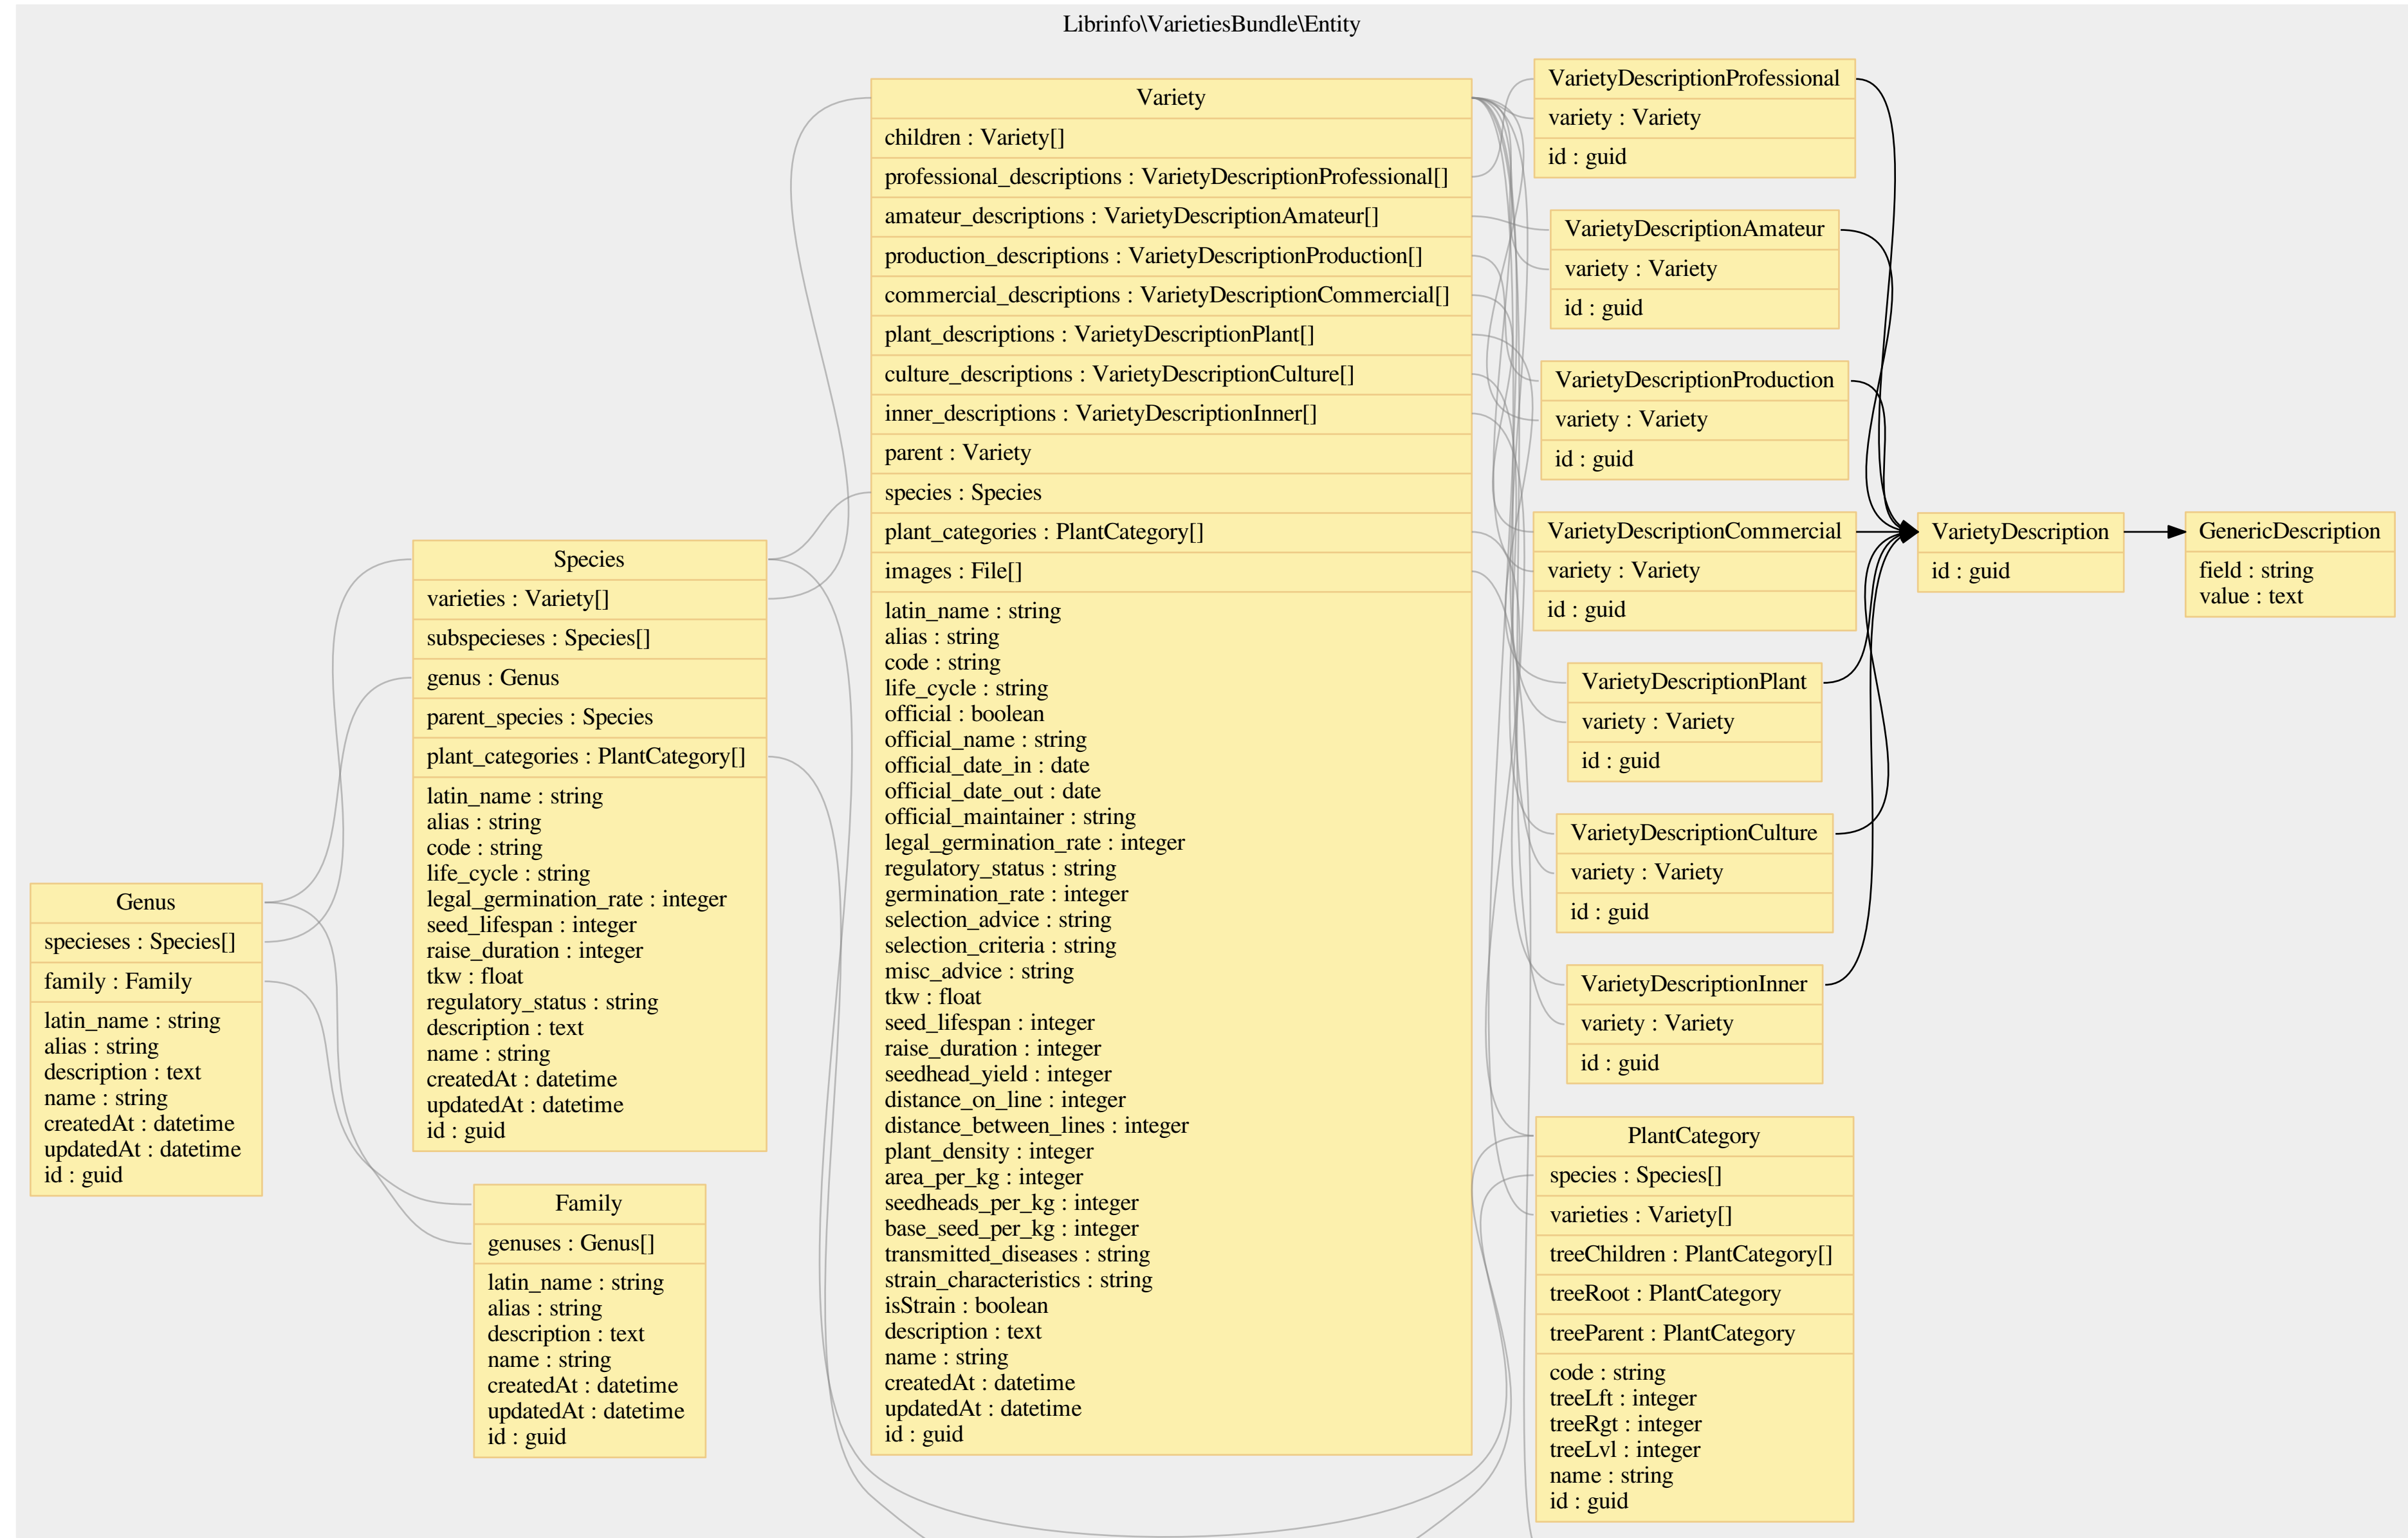 Librinfo\VarietiesBundle\Entity
Genus
specieses : Species[]
family : Family
latin_name : string
alias : string
description : text
name : string
createdAt : datetime
updatedAt : datetime
id : guid
Species
varieties : Variety[]
subspecieses : Species[]
genus : Genus
parent_species : Species
plant_categories : PlantCategory[]
latin_name : string
alias : string
code : string
life_cycle : string
legal_germination_rate : integer
seed_lifespan : integer
raise_duration : integer
tkw : float
regulatory_status : string
description : text
name : string
createdAt : datetime
updatedAt : datetime
id : guid
Family
genuses : Genus[]
latin_name : string
alias : string
description : text
name : string
createdAt : datetime
updatedAt : datetime
id : guid
Variety
children : Variety[]
professional_descriptions : VarietyDescriptionProfessional[]
amateur_descriptions : VarietyDescriptionAmateur[]
production_descriptions : VarietyDescriptionProduction[]
commercial_descriptions : VarietyDescriptionCommercial[]
plant_descriptions : VarietyDescriptionPlant[]
culture_descriptions : VarietyDescriptionCulture[]
inner_descriptions : VarietyDescriptionInner[]
parent : Variety
species : Species
plant_categories : PlantCategory[]
images : File[]
latin_name : string
alias : string
code : string
life_cycle : string
official : boolean
official_name : string
official_date_in : date
official_date_out : date
official_maintainer : string
legal_germination_rate : integer
regulatory_status : string
germination_rate : integer
selection_advice : string
selection_criteria : string
misc_advice : string
tkw : float
seed_lifespan : integer
raise_duration : integer
seedhead_yield : integer
distance_on_line : integer
distance_between_lines : integer
plant_density : integer
area_per_kg : integer
seedheads_per_kg : integer
base_seed_per_kg : integer
transmitted_diseases : string
strain_characteristics : string
isStrain : boolean
description : text
name : string
createdAt : datetime
updatedAt : datetime
id : guid
VarietyDescriptionProfessional
variety : Variety
id : guid
VarietyDescriptionAmateur
variety : Variety
id : guid
VarietyDescriptionProduction
variety : Variety
id : guid
VarietyDescriptionCommercial
variety : Variety
id : guid
VarietyDescriptionPlant
variety : Variety
id : guid
VarietyDescriptionCulture
variety : Variety
id : guid
VarietyDescriptionInner
variety : Variety
id : guid
PlantCategory
species : Species[]
varieties : Variety[]
treeChildren : PlantCategory[]
treeRoot : PlantCategory
treeParent : PlantCategory
code : string
treeLft : integer
treeRgt : integer
treeLvl : integer
name : string
id : guid
VarietyDescription
id : guid
GenericDescription
field : string
value : text